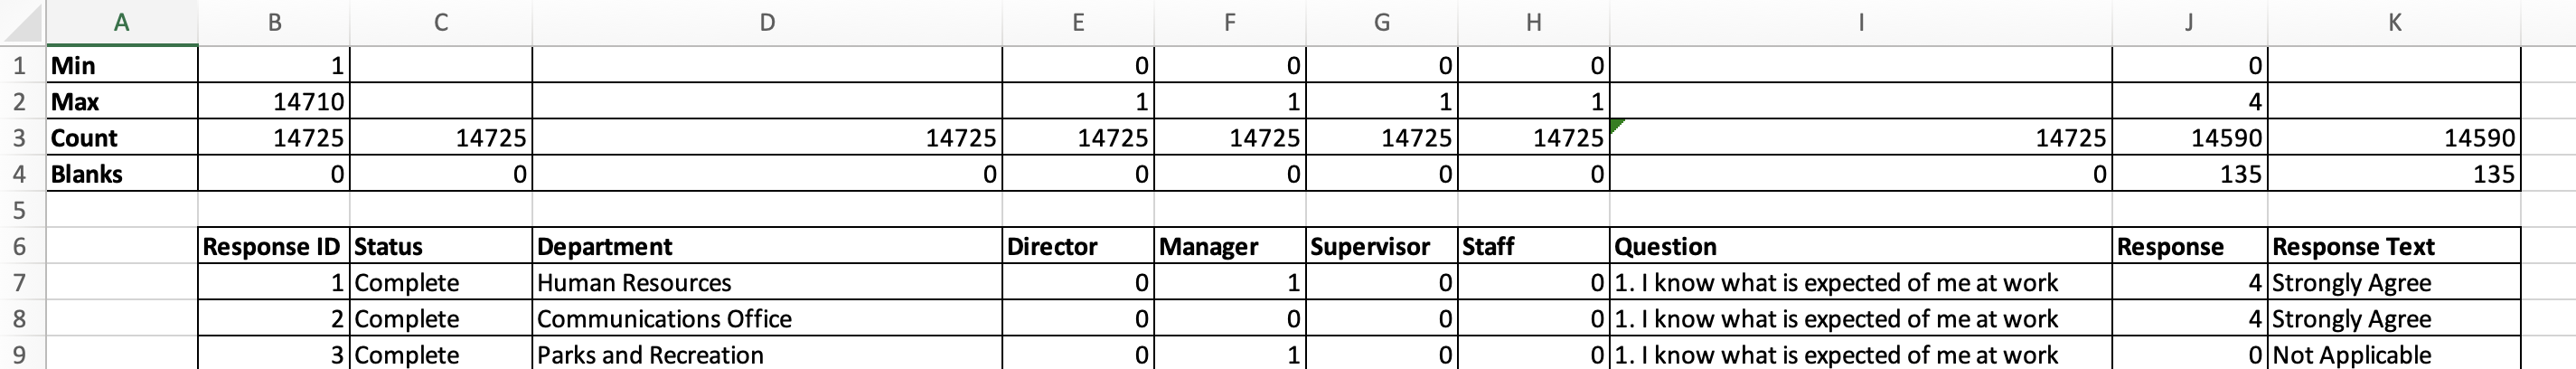 A B C D E F G H I J K
1 Min 1 0 0 0 0 0
2 Max 14710 1 1 1 1 4
3 Count 14725 14725 14725 14725 14725 14725 14725 14725 14590 14590
4 Blanks 0 0 0 0 0 0 0 0 135 135
5
6 Response ID Status Department Director Manager Supervisor Staff Question Response Response Text
7 1 Complete Human Resources 0 1 0 0 1. I know what is expected of me at work 4 Strongly Agree
8 2 Complete Communications Office 0 0 0 0 1. I know what is expected of me at work 4 Strongly Agree
9 3 Complete Parks and Recreation 0 1 0 0 1. I know what is expected of me at work 0 Not Applicable